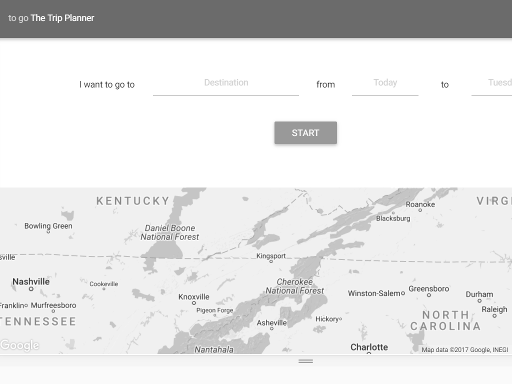 to go The Trip Planner
I want to go to Destination from Today to Tuesd
START
KENTUCKY
VIRG
Roanoke
Blacksburg
Bowling Green
Daniel Boone
National Forest
sville
Kingsport
Nashville
Cookeville
Cherokee
National Forest
Knoxville
Winston-Salem
Greensboro
Durham
Franklin
Murfreesboro
Pigeon Forge
Raleigh
TENNESSEE
Asheville
Hickory
NORTH
CAROLINA
Google
Nantahala
Charlotte
Map data ©2017 Google, INEGI